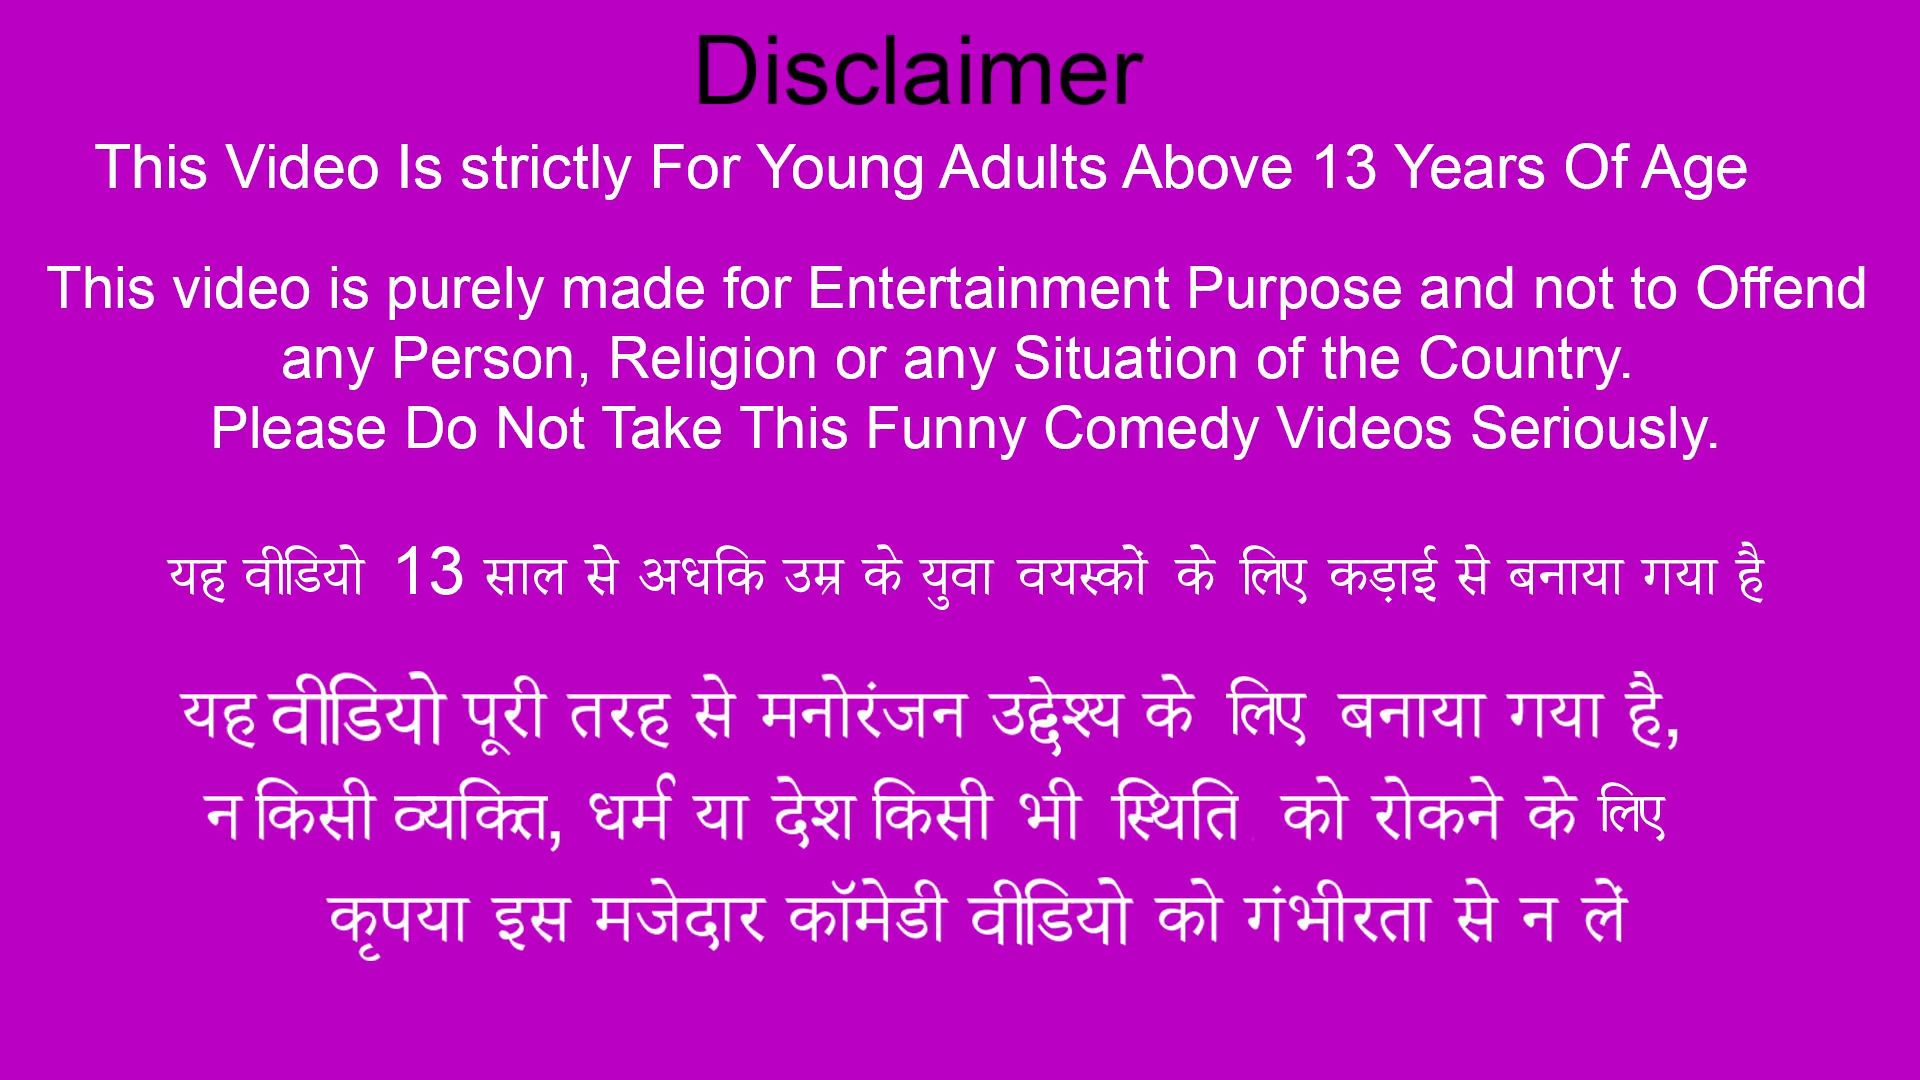 Disclaimer
This Video Is strictly For Young Adults Above 13 Years Of Age
This video is purely made for Entertainment Purpose and not to Offend
any Person, Religion or any Situation of the Country.
Please Do Not Take This Funny Comedy Videos Seriously.
यह वीडियो 13 साल से अधकि उम्र के युवा वयस्कों के लिए कड़ाई से बनाया गया है
यह वीडियो पूरी तरह से मनोरंजन उद्देश्य के लिए बनाया गया है,
न किसी व्यक्ति, धर्म या देश किसी भी स्थिति को रोकने के लिए
कृपया इस मजेदार कॉमेडी वीडियो को गंभीरता से न लें